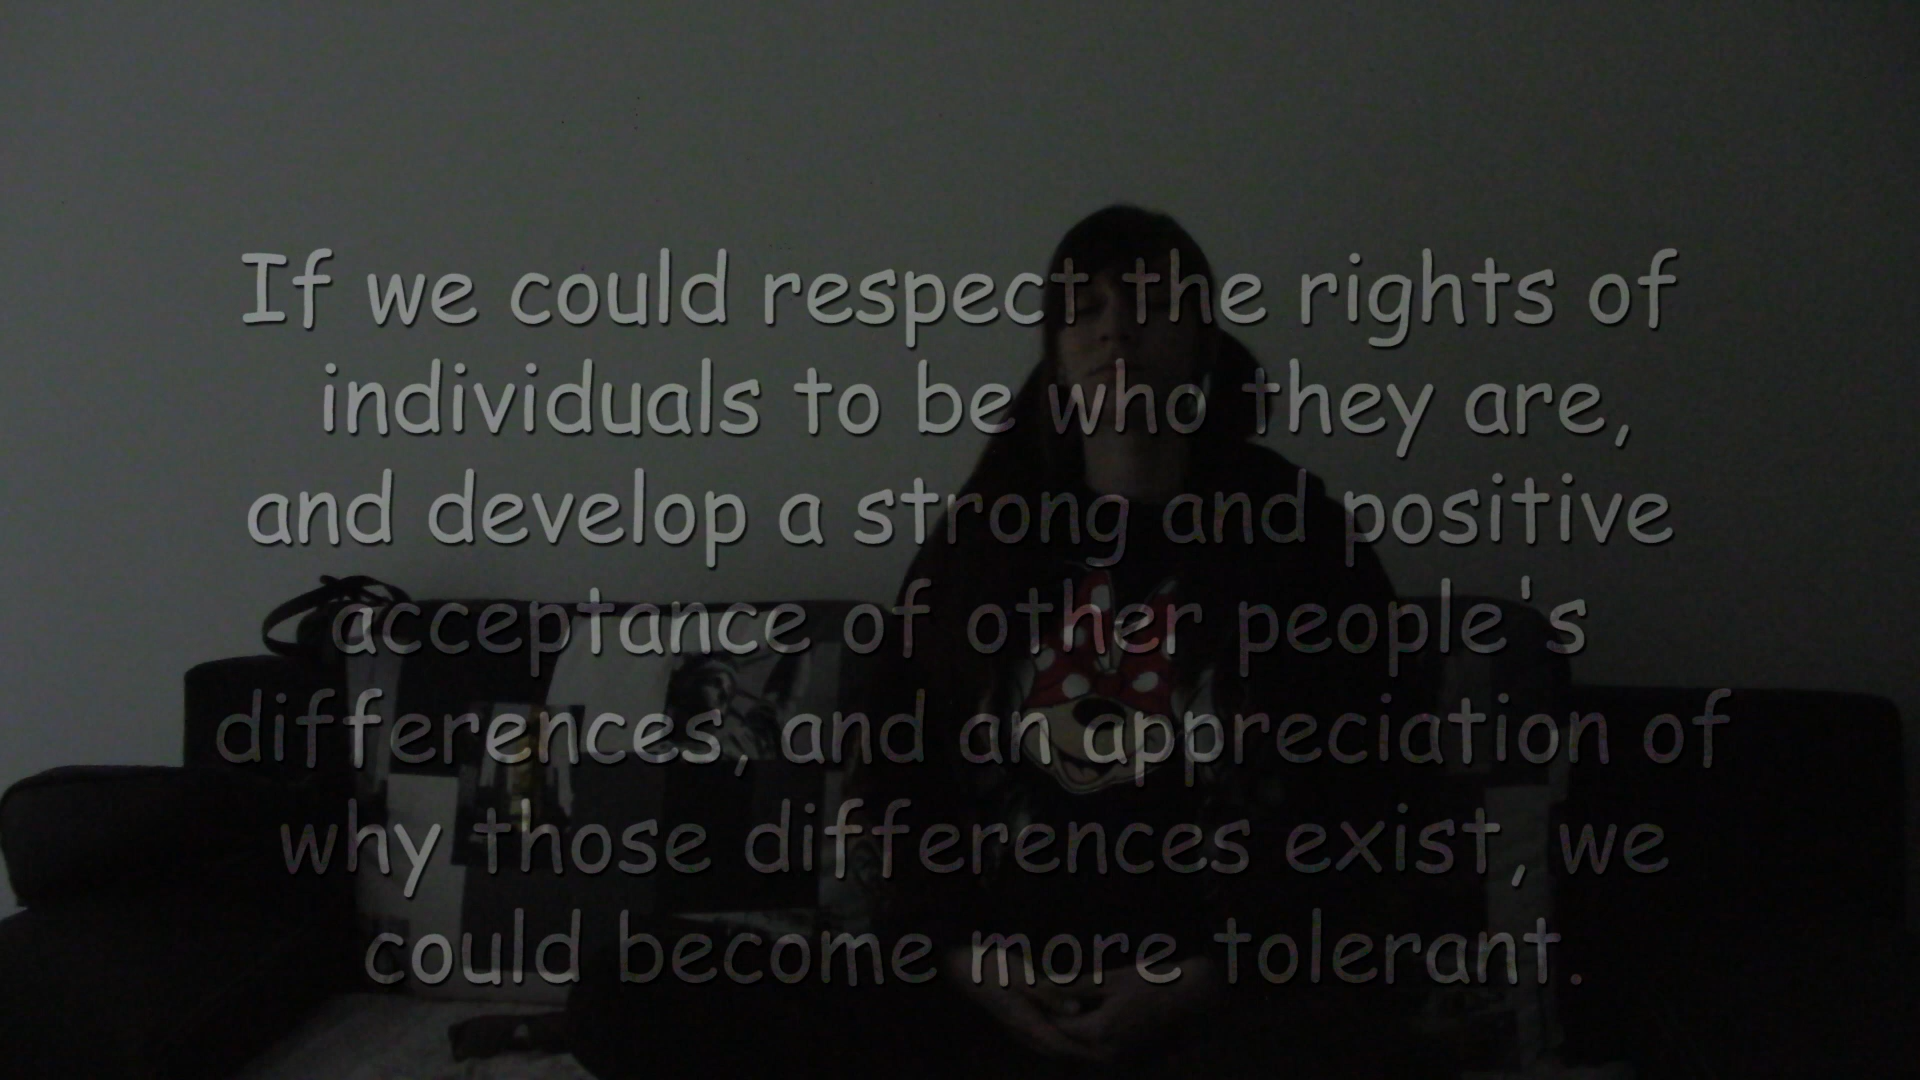 If we could respect the rights of
individuals to be who they are,
and develop a strong and positive
acceptance of other people's
differences, and an appreciation of
why those differences exist, we
could become more tolerant.